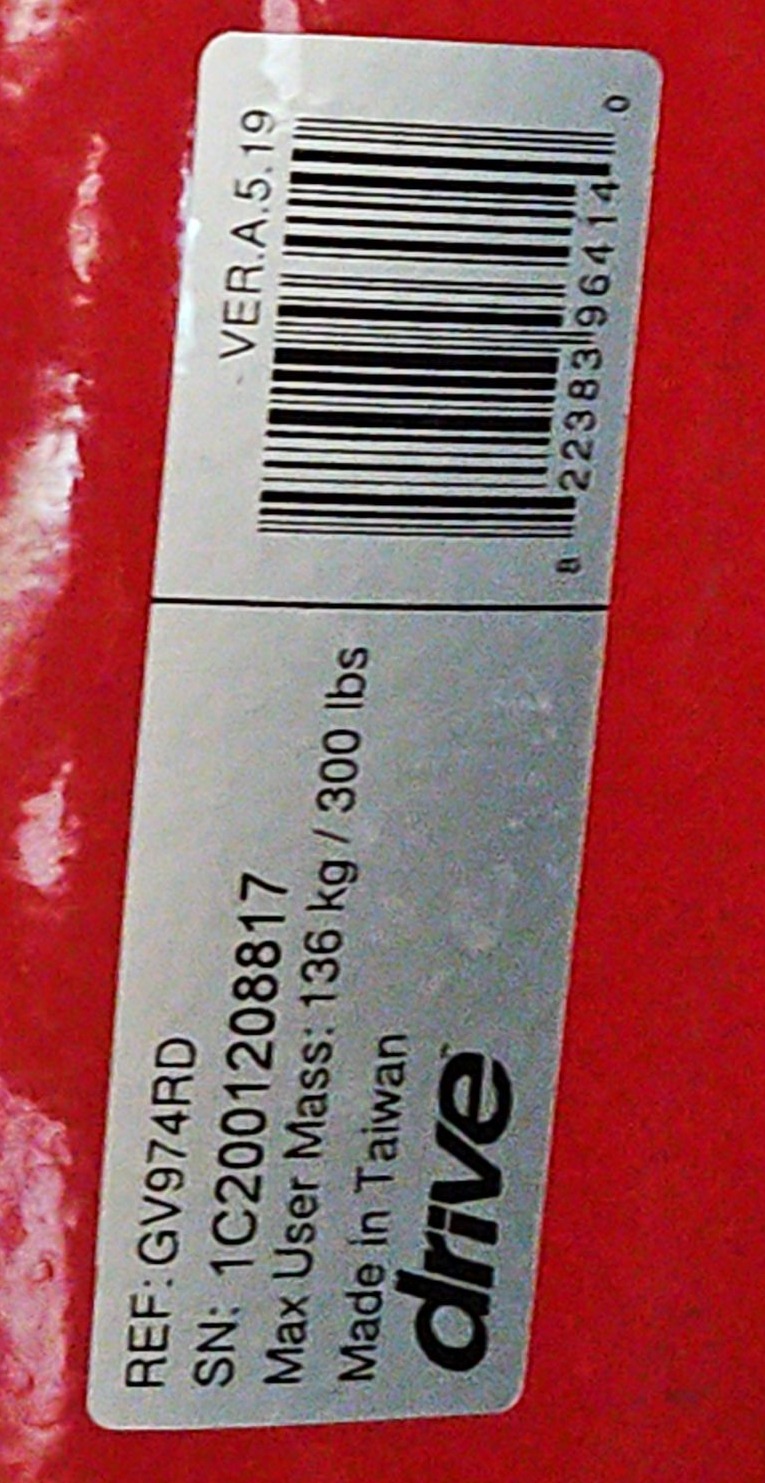 REF: GV974RD
SN: 1C2001208817
Max User Mass: 136 kg / 300 lbs
Made in Taiwan
drive™
VER.A.5.19
8 22383 96414 0